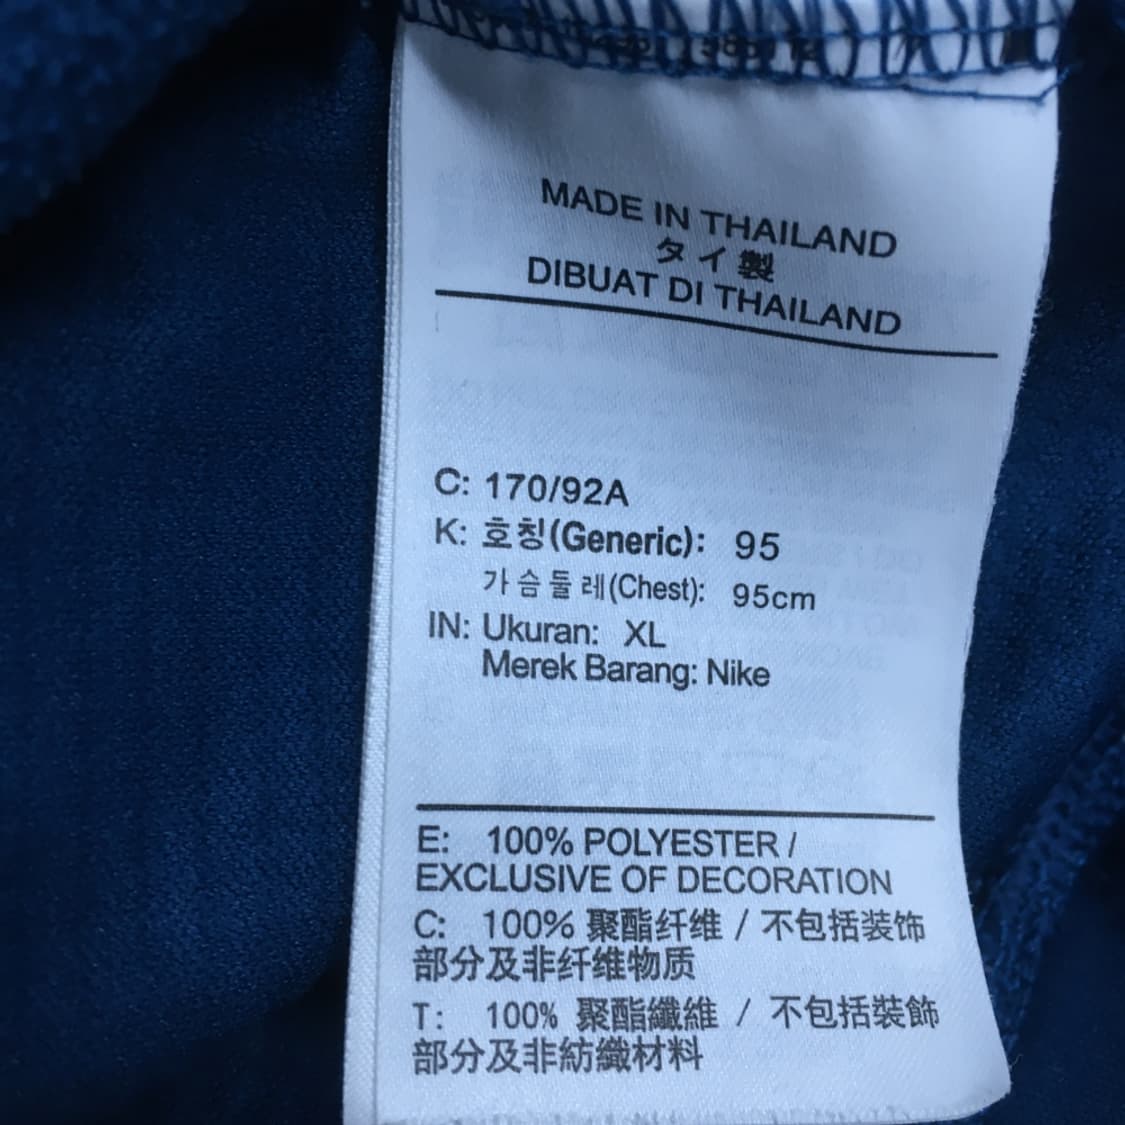 MADE IN THAILAND
タイ製
DIBUAT DI THAILAND
C: 170/92A
K: 호칭(Generic): 95
가슴둘레(Chest): 95cm
IN: Ukuran: XL
Merek Barang: Nike
E: 100% POLYESTER /
EXCLUSIVE OF DECORATION
C: 100% 聚酯纤维 / 不包括装饰
部分及非纤维物质
T: 100% 聚酯纖維 / 不包括裝飾
部分及非紡織材料